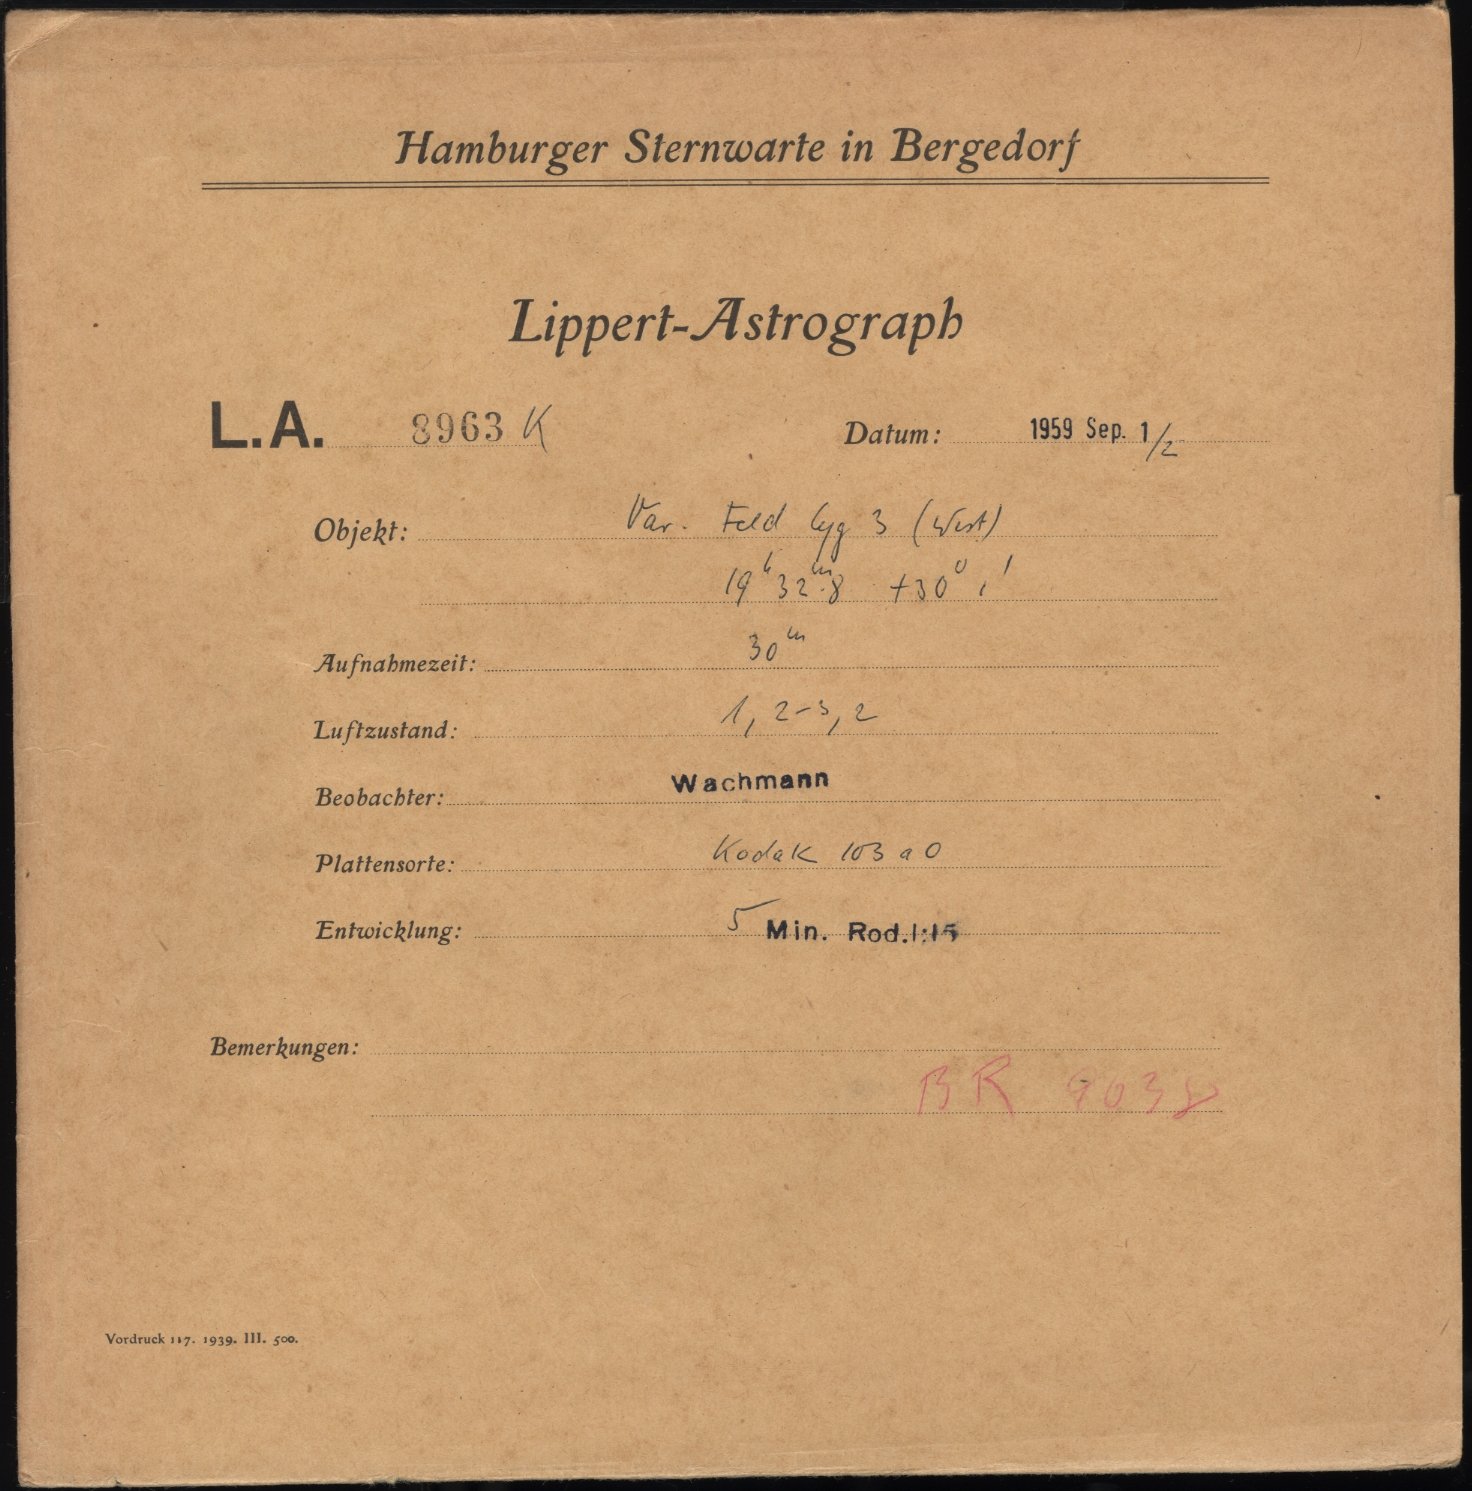 Hamburger Sternwarte in Bergedorf
Lippert-Astrograph
L.A. 8963 K Datum: 1959 Sep. 1/2
Objekt: Var. Feld Cyg 3 (West)
19h 32m.8 +30° 1'
Aufnahmezeit: 30m
Luftzustand: 1, 2-3, 2
Beobachter: Wachmann
Plattensorte: Kodak 103 a O
Entwicklung: 5 Min. Rod. 1:15
Bemerkungen:
BR 9038
Vordruck 117. 1939. III. 500.